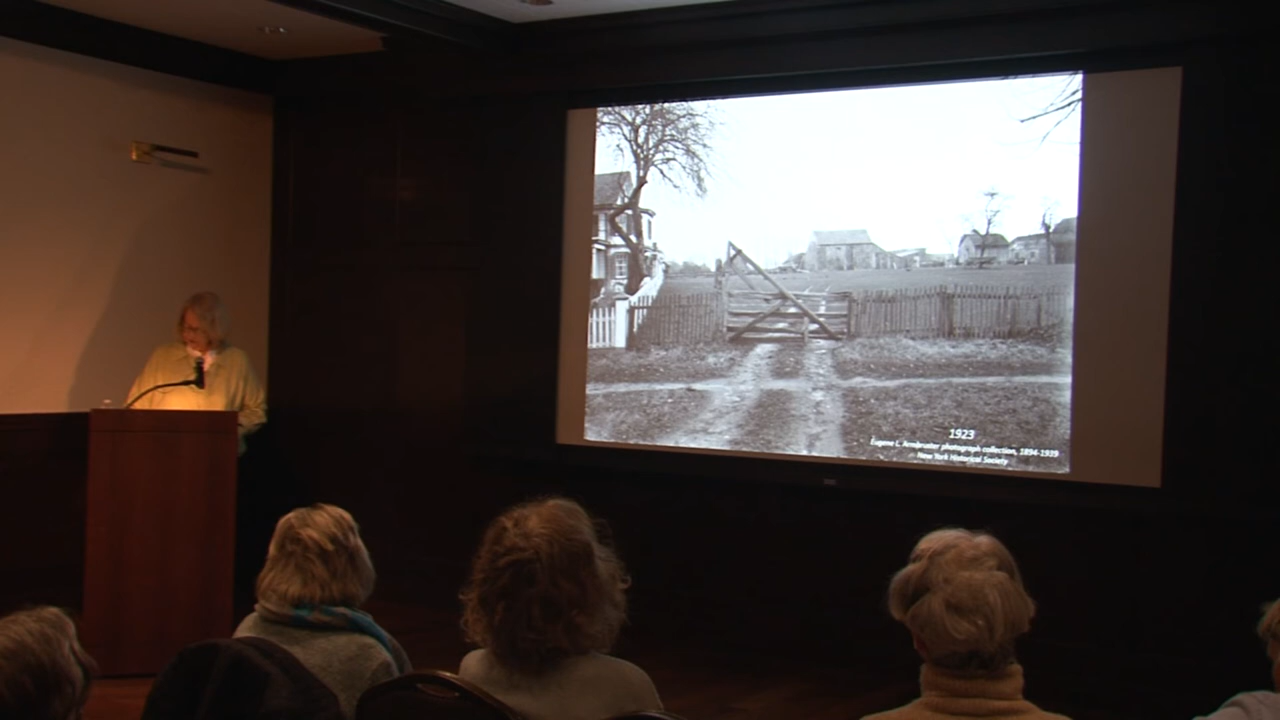 1923
Eugene L. Armbruster photograph collection, 1894-1939
New York Historical Society